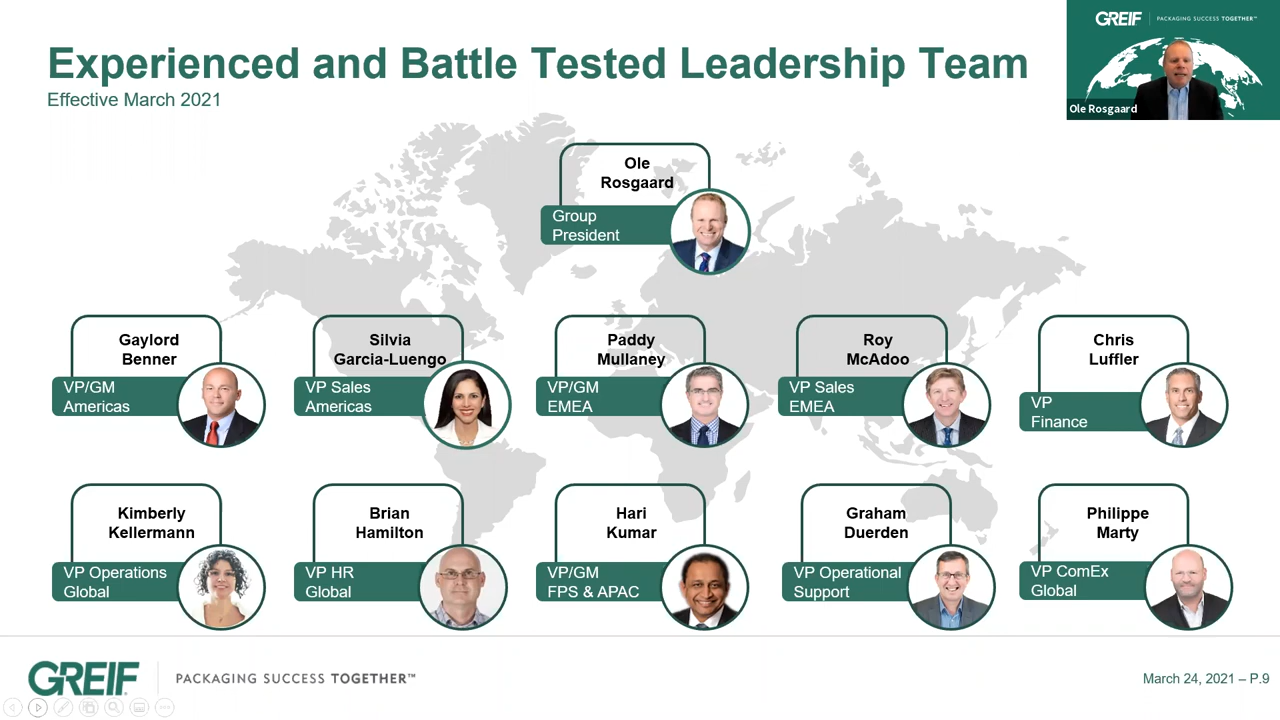 Experienced and Battle Tested Leadership Team
Effective March 2021
GREIF
PACKAGING SUCCESS TOGETHER™
Ole Rosgaard
Ole
Rosgaard
Group
President
Gaylord
Benner
VP/GM
Americas
Silvia
Garcia-Luengo
VP Sales
Americas
Paddy
Mullaney
VP/GM
EMEA
Roy
McAdoo
VP Sales
EMEA
Chris
Luffler
VP
Finance
Kimberly
Kellermann
VP Operations
Global
Brian
Hamilton
VP HR
Global
Hari
Kumar
VP/GM
FPS & APAC
Graham
Duerden
VP Operational
Support
Philippe
Marty
VP ComEx
Global
GREIF
PACKAGING SUCCESS TOGETHER™
March 24, 2021 – P.9